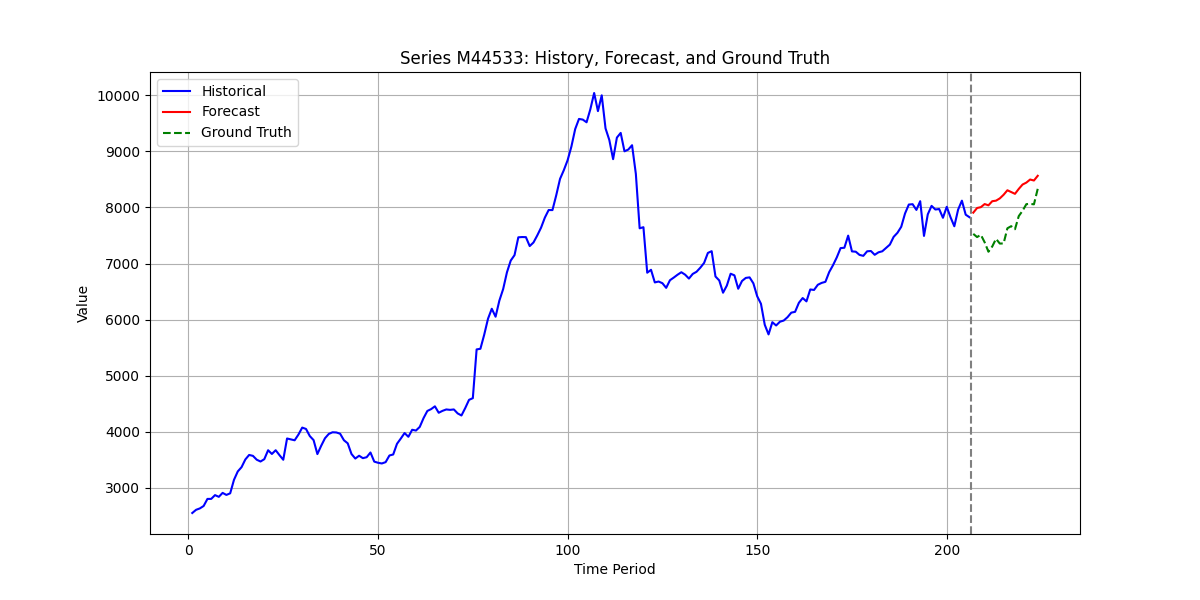 Series M44533: History, Forecast, and Ground Truth
Historical
Forecast
Ground Truth
10000
9000
8000
7000
6000
5000
4000
3000
Value
0
50
100
150
200
Time Period